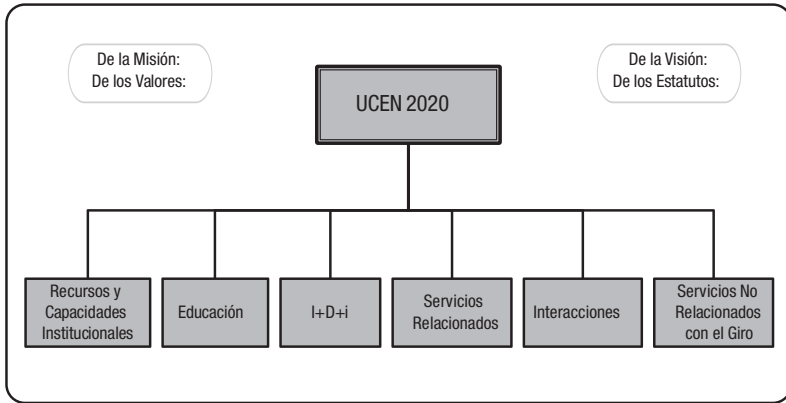 De la Misión:
De los Valores:
De la Visión:
De los Estatutos:
UCEN 2020
Recursos y
Capacidades
Institucionales
Educación
I+D+i
Servicios
Relacionados
Interacciones
Servicios No
Relacionados
con el Giro